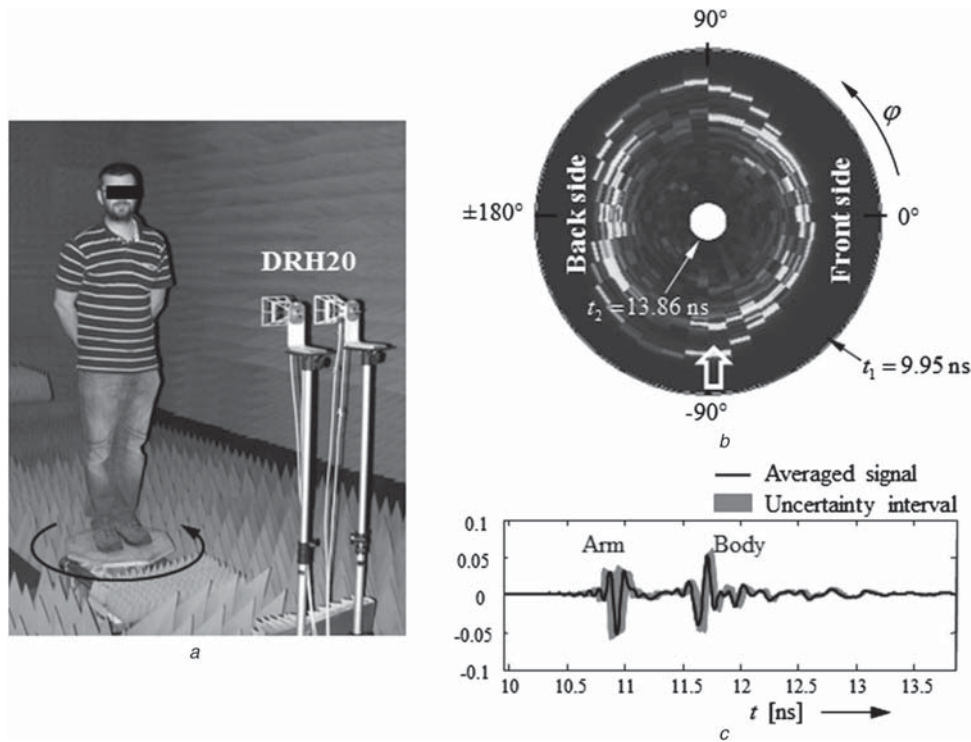 DRH20
a
90°
φ
Back side
Front side
±180°
0°
t₂ = 13.86 ns
t₁ = 9.95 ns
-90°
b
Averaged signal
Uncertainty interval
0.1
0.05
0
-0.05
-0.1
Arm
Body
10 10.5 11 11.5 12 12.5 13 13.5
t [ns]
c